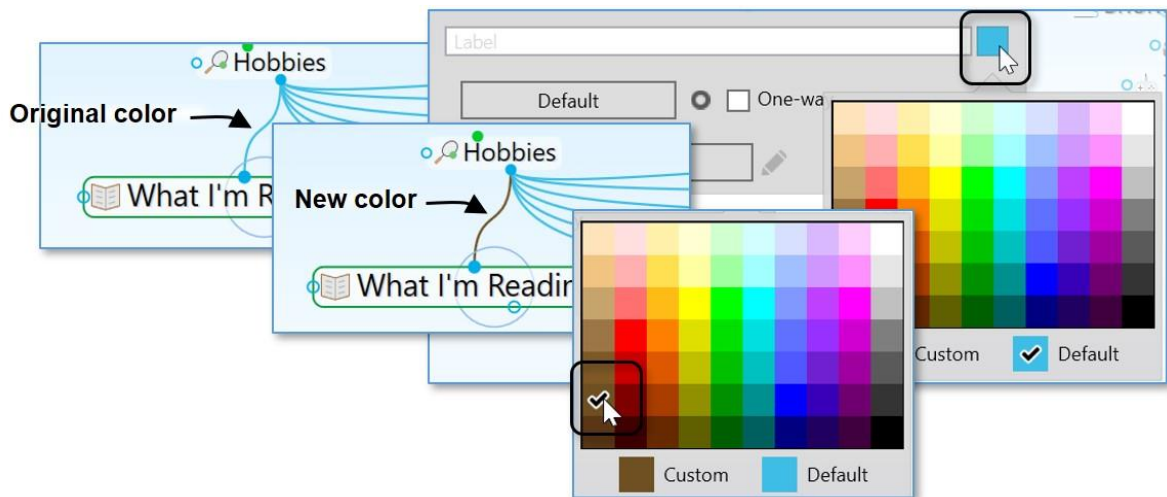 Hobbies
Original color
What I'm R
Hobbies
New color
What I'm Readin
Label
Default
One-wa
Custom
Default
Custom
Default